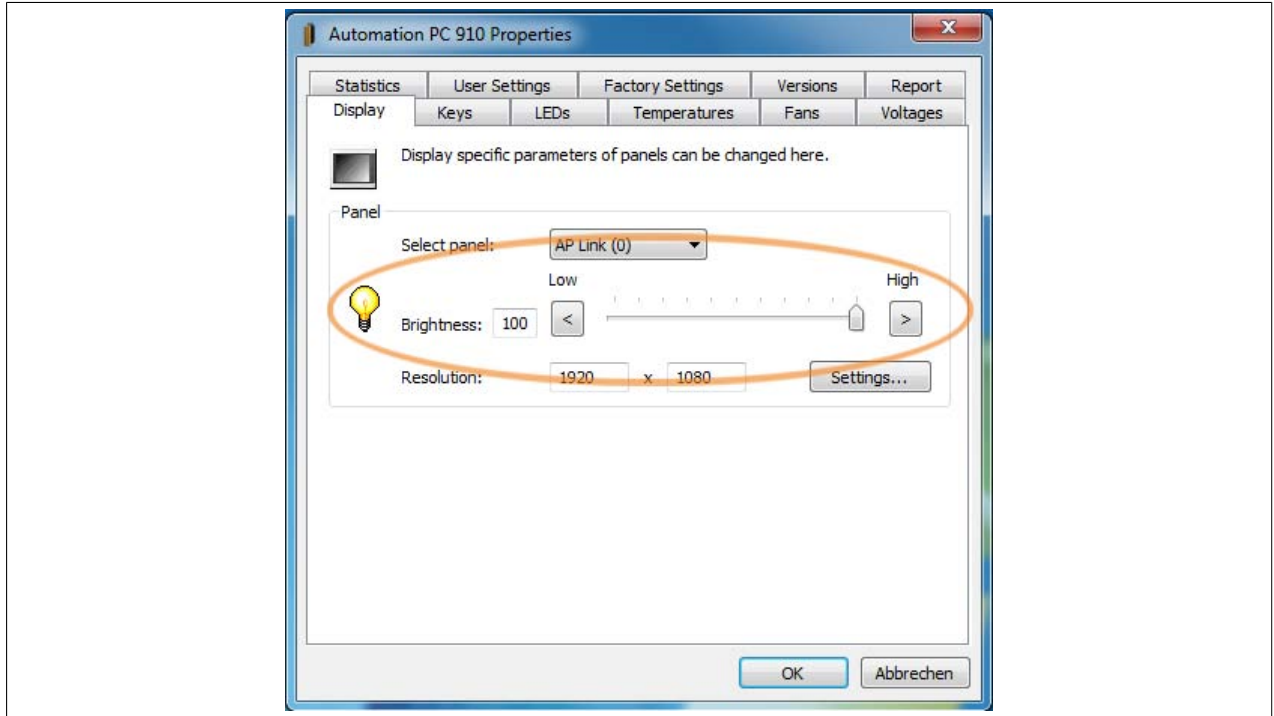 Automation PC 910 Properties
x
Statistics User Settings Factory Settings Versions Report
Display Keys LEDs Temperatures Fans Voltages
Display specific parameters of panels can be changed here.
Panel
Select panel: AP Link (0)
Low High
Brightness: 100 < >
Resolution: 1920 x 1080 Settings...
OK Abbrechen